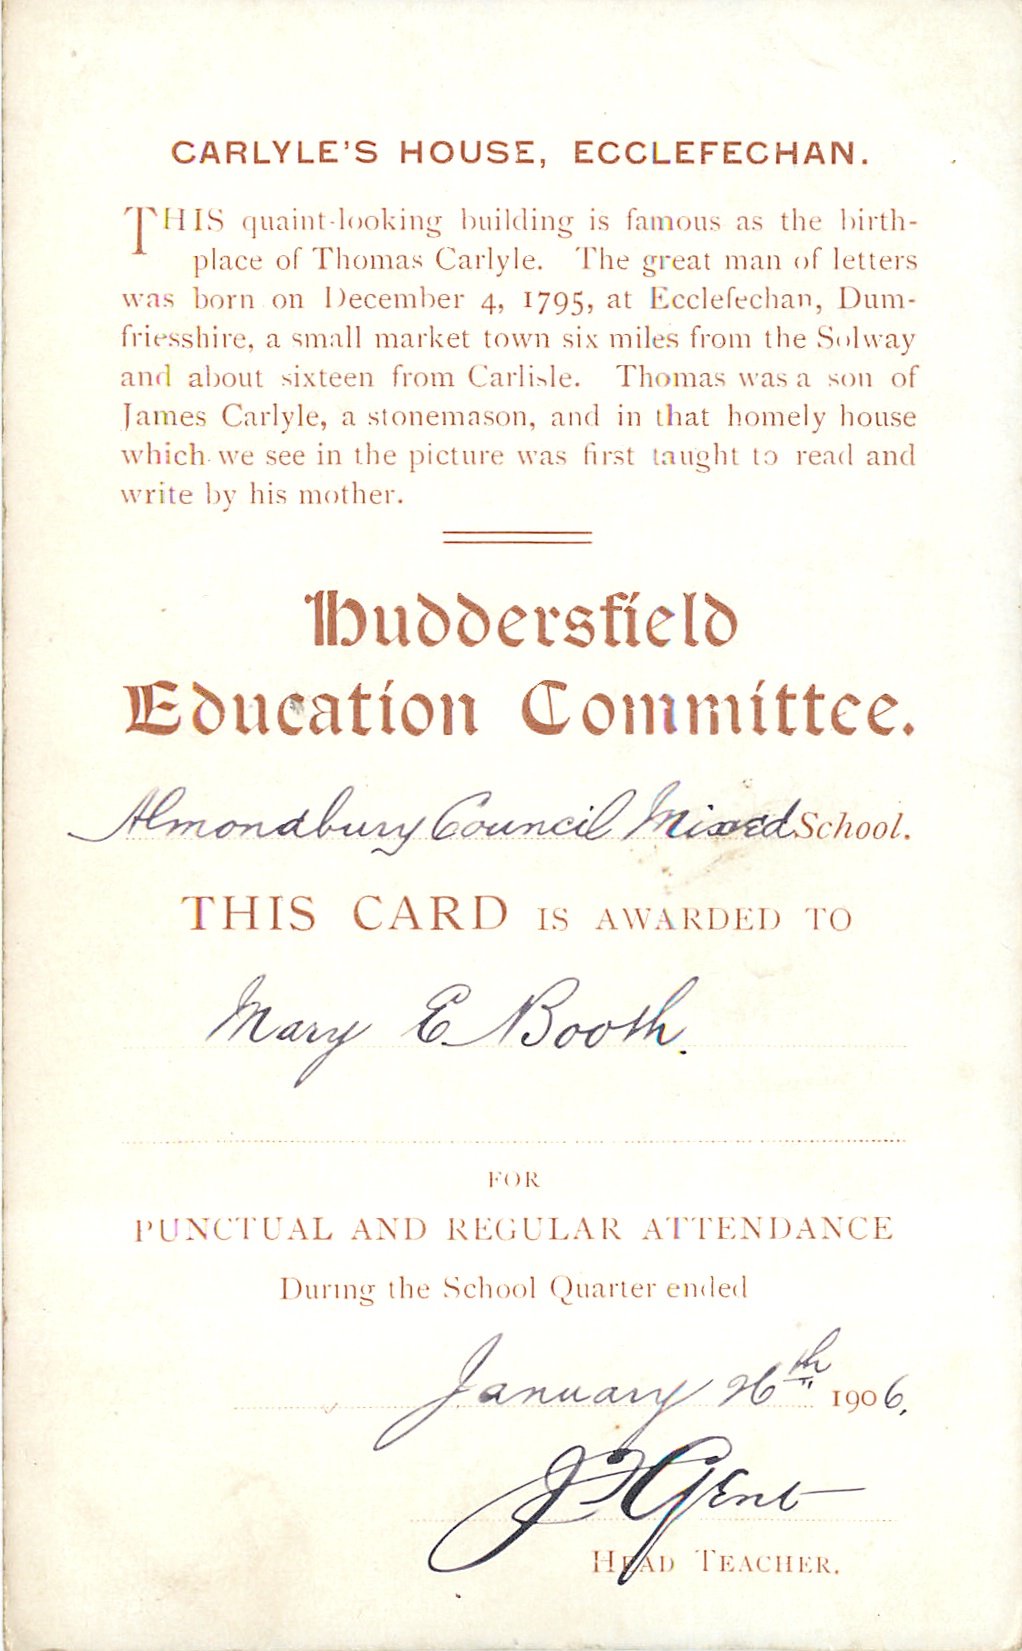 CARLYLE'S HOUSE, ECCLEFECHAN.
THIS quaint-looking building is famous as the birth-
place of Thomas Carlyle. The great man of letters
was born on December 4, 1795, at Ecclefechan, Dum-
friesshire, a small market town six miles from the Solway
and about sixteen from Carlisle. Thomas was a son of
James Carlyle, a stonemason, and in that homely house
which we see in the picture was first taught to read and
write by his mother.
Huddersfield
Education Committee.
Almondbury Council Mixed School.
THIS CARD IS AWARDED TO
Mary E Booth.
FOR
PUNCTUAL AND REGULAR ATTENDANCE
During the School Quarter ended
January 26th 1906.
J F Gent
HEAD TEACHER.